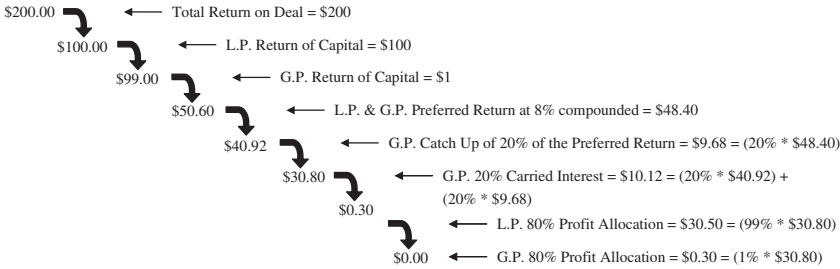 $200.00 Total Return on Deal = $200
$100.00 L.P. Return of Capital = $100
$99.00 G.P. Return of Capital = $1
$50.60 L.P. & G.P. Preferred Return at 8% compounded = $48.40
$40.92 G.P. Catch Up of 20% of the Preferred Return = $9.68 = (20% * $48.40)
$30.80 G.P. 20% Carried Interest = $10.12 = (20% * $40.92) +
(20% * $9.68)
$0.30 L.P. 80% Profit Allocation = $30.50 = (99% * $30.80)
$0.00 G.P. 80% Profit Allocation = $0.30 = (1% * $30.80)